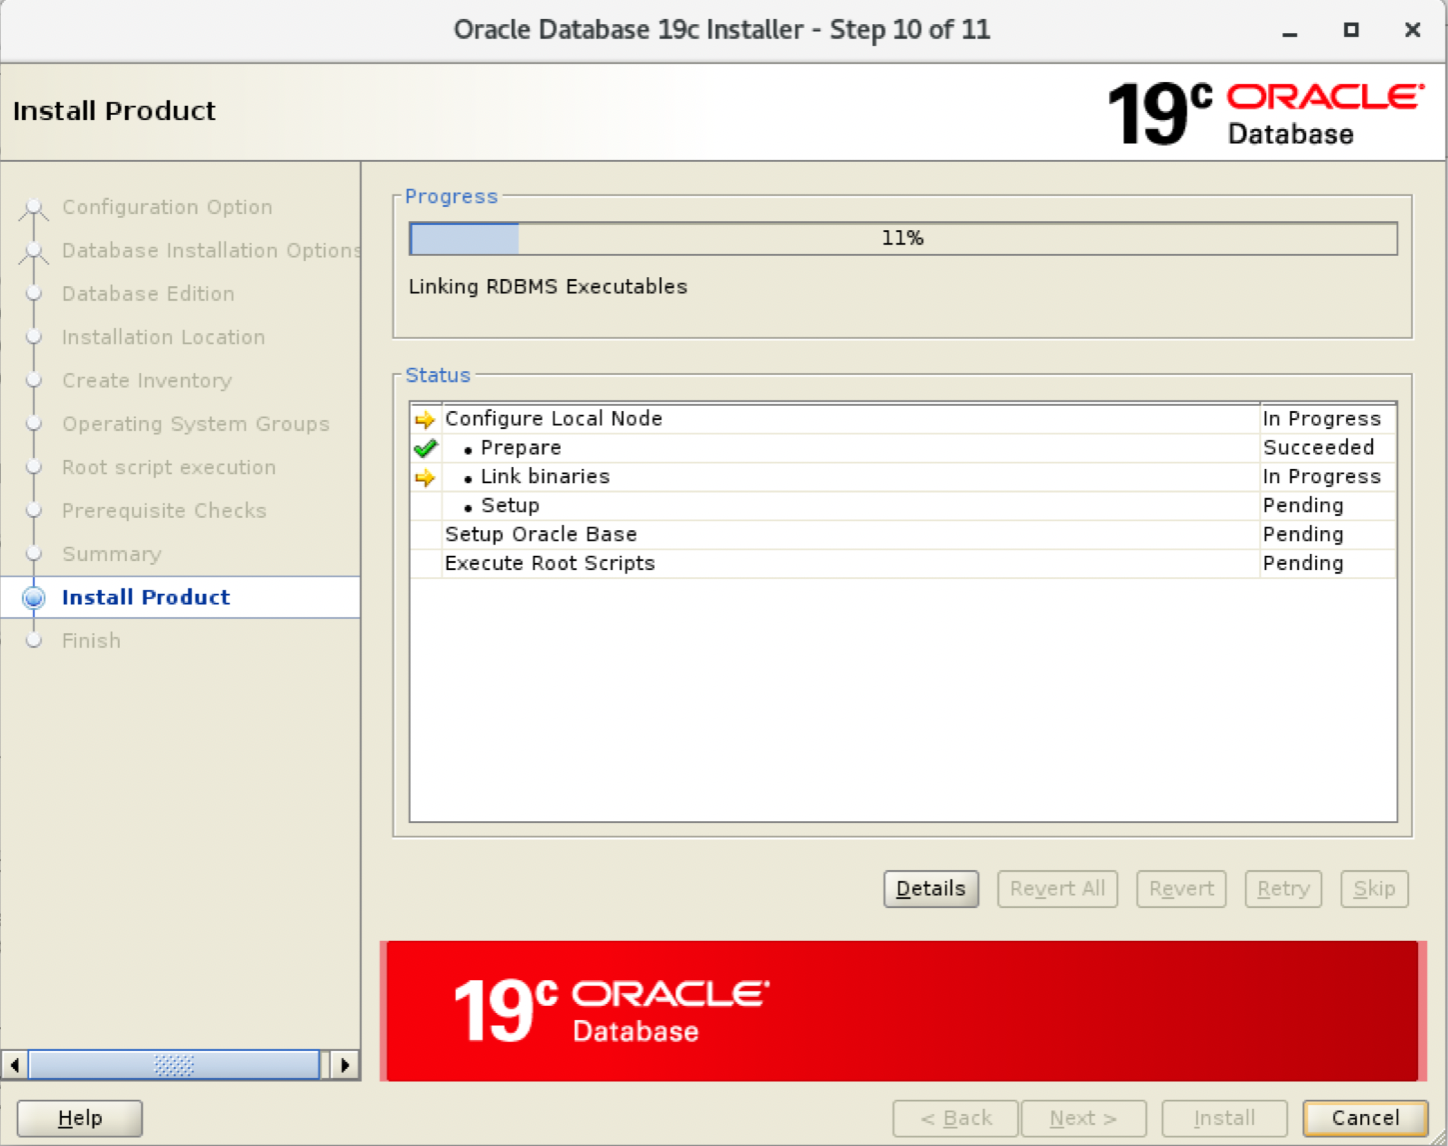 Oracle Database 19c Installer - Step 10 of 11
Install Product
19c ORACLE
Database
Configuration Option
Database Installation Options
Database Edition
Installation Location
Create Inventory
Operating System Groups
Root script execution
Prerequisite Checks
Summary
Install Product
Finish
Progress
11%
Linking RDBMS Executables
Status
Configure Local Node In Progress
• Prepare Succeeded
• Link binaries In Progress
• Setup Pending
Setup Oracle Base Pending
Execute Root Scripts Pending
Details Revert All Revert Retry Skip
19c ORACLE
Database
Help < Back Next > Install Cancel